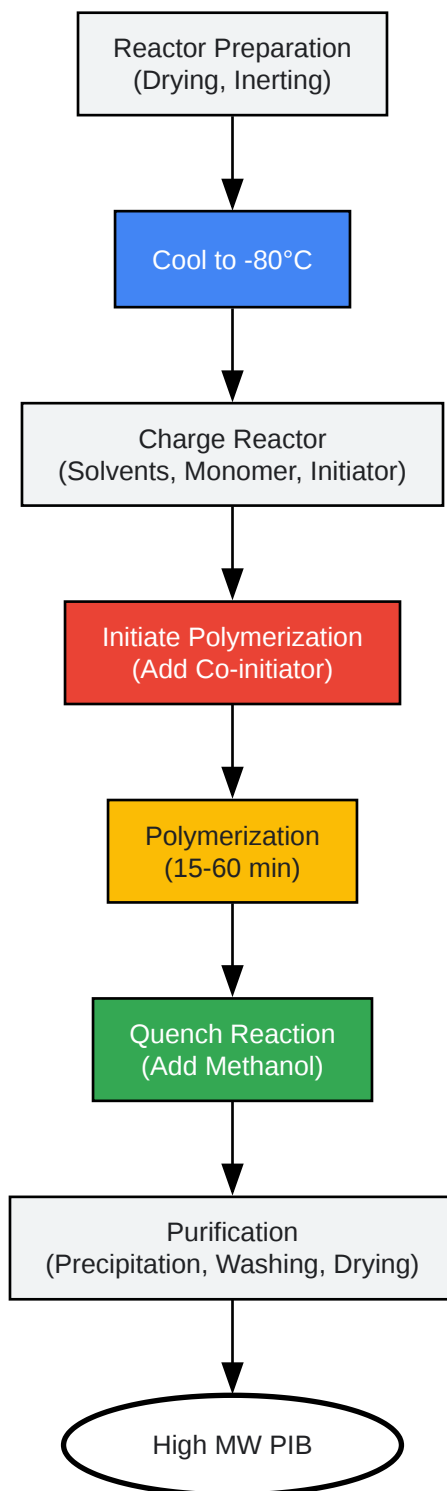 Reactor Preparation
(Drying, Inerting)
Cool to -80°C
Charge Reactor
(Solvents, Monomer, Initiator)
Initiate Polymerization
(Add Co-initiator)
Polymerization
(15-60 min)
Quench Reaction
(Add Methanol)
Purification
(Precipitation, Washing, Drying)
High MW PIB